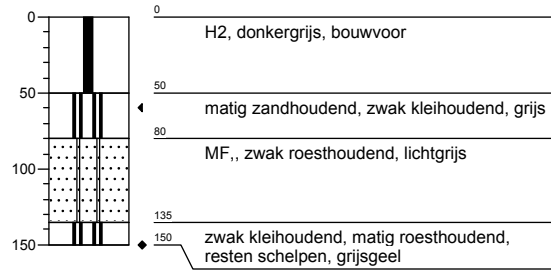 0
0
H2, donkergrijs, bouwvoor
50
50
matig zandhoudend, zwak kleihoudend, grijs
80
MF,, zwak roesthoudend, lichtgrijs
100
135
150
150
zwak kleihoudend, matig roesthoudend,
resten schelpen, grijsgeel